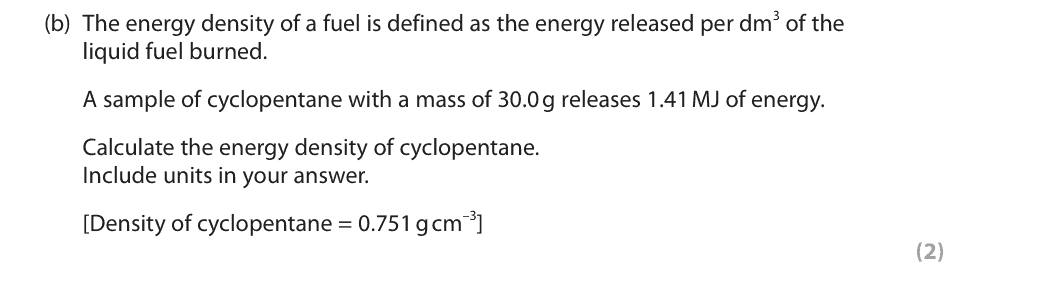 (b) The energy density of a fuel is defined as the energy released per dm³ of the
liquid fuel burned.
A sample of cyclopentane with a mass of 30.0 g releases 1.41 MJ of energy.
Calculate the energy density of cyclopentane.
Include units in your answer.
[Density of cyclopentane = 0.751 g cm⁻³]
(2)